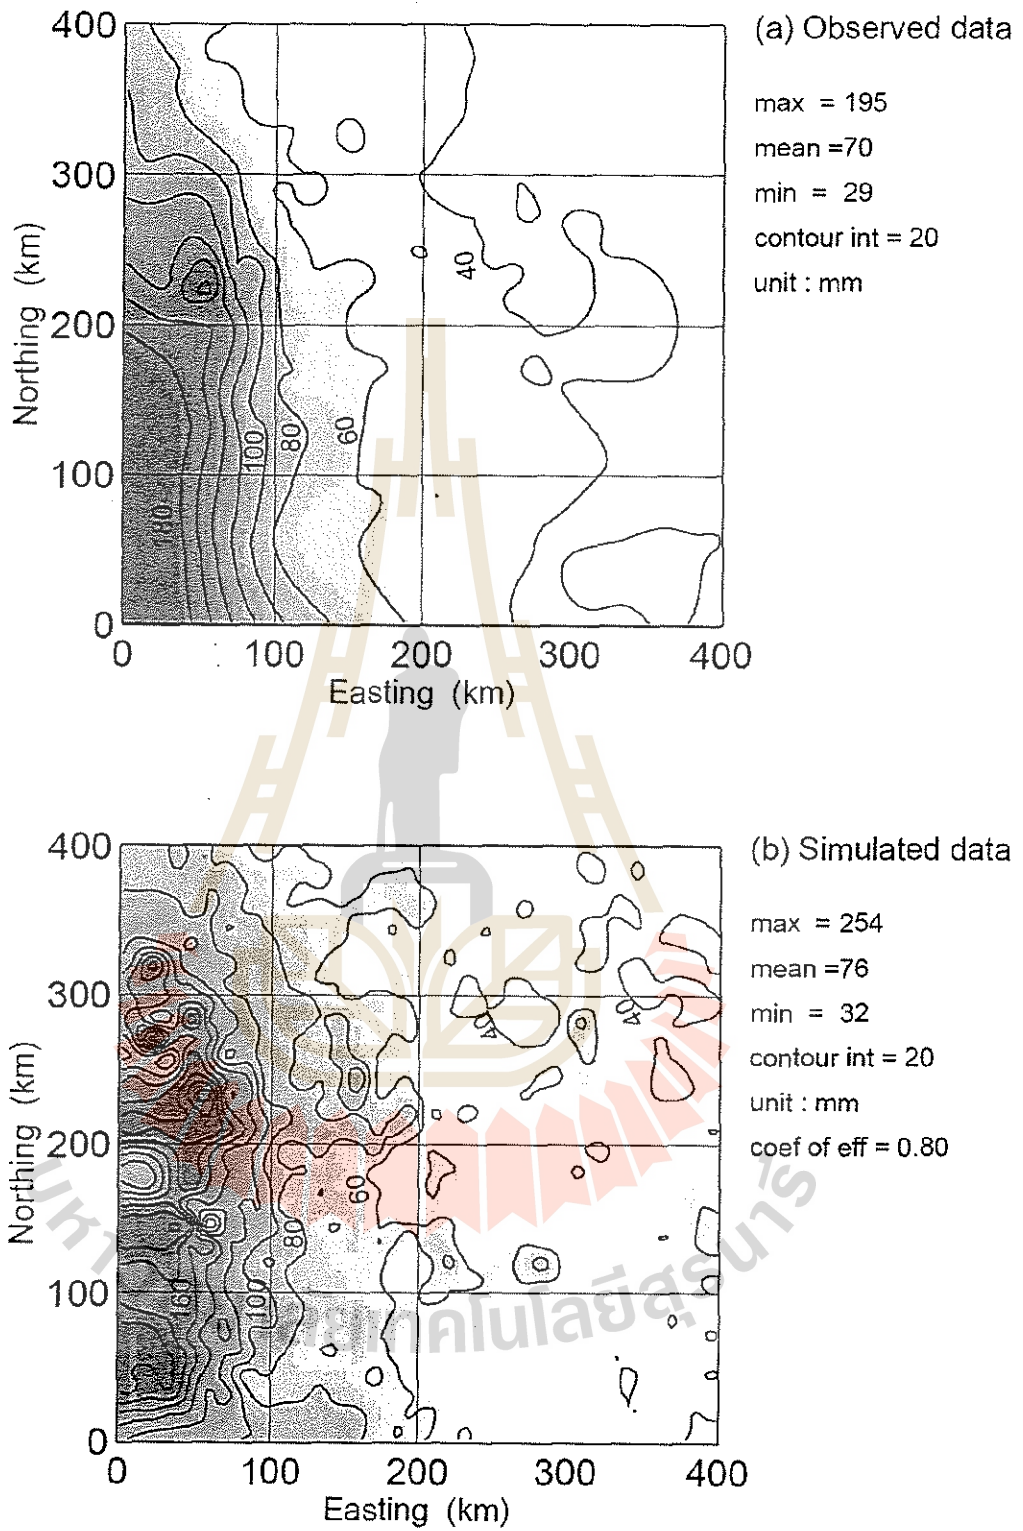 (a) Observed data
max = 195
mean =70
min = 29
contour int = 20
unit : mm
400
300
200
100
0
Northing (km)
40
60
80
100
180
0
100
200
300
400
Easting (km)
(b) Simulated data
max = 254
mean =76
min = 32
contour int = 20
unit : mm
coef of eff = 0.80
400
300
200
100
0
Northing (km)
40
40
60
80
100
160
0
100
200
300
400
Easting (km)